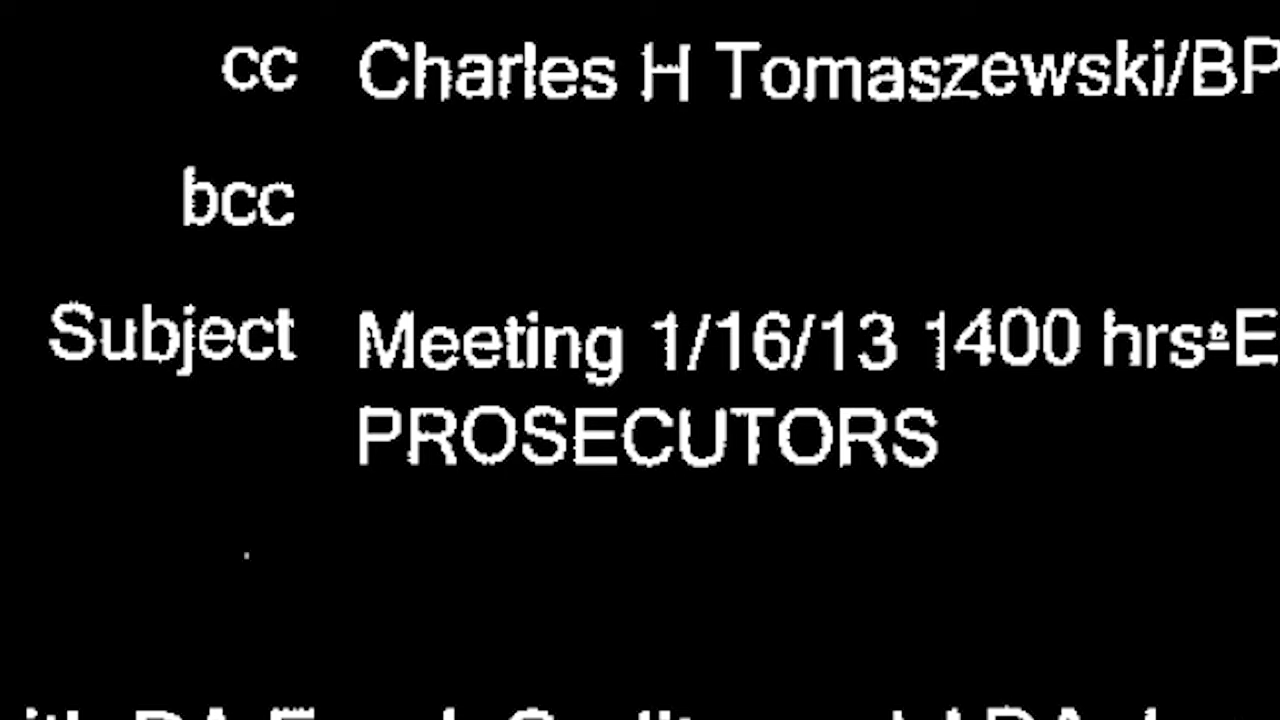 cc Charles H Tomaszewski/BP
bcc
Subject Meeting 1/16/13 1400 hrs
PROSECUTORS